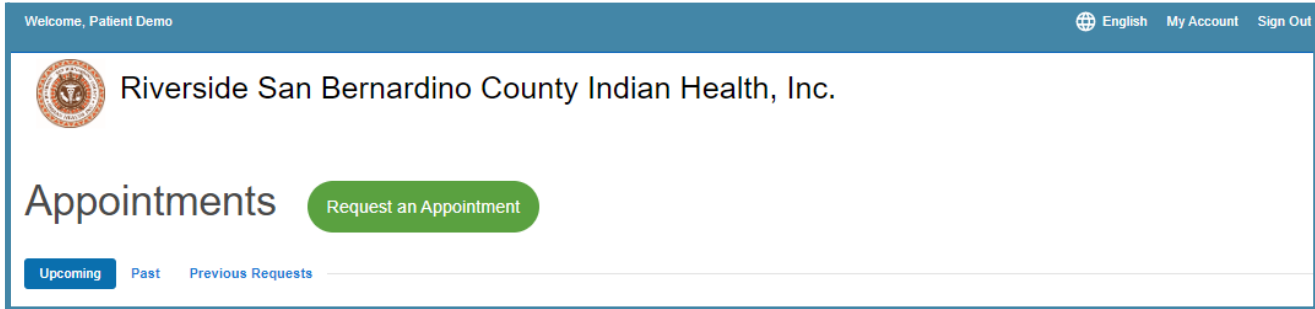 Welcome, Patient Demo English My Account Sign Out
Riverside San Bernardino County Indian Health, Inc.
Appointments Request an Appointment
Upcoming Past Previous Requests